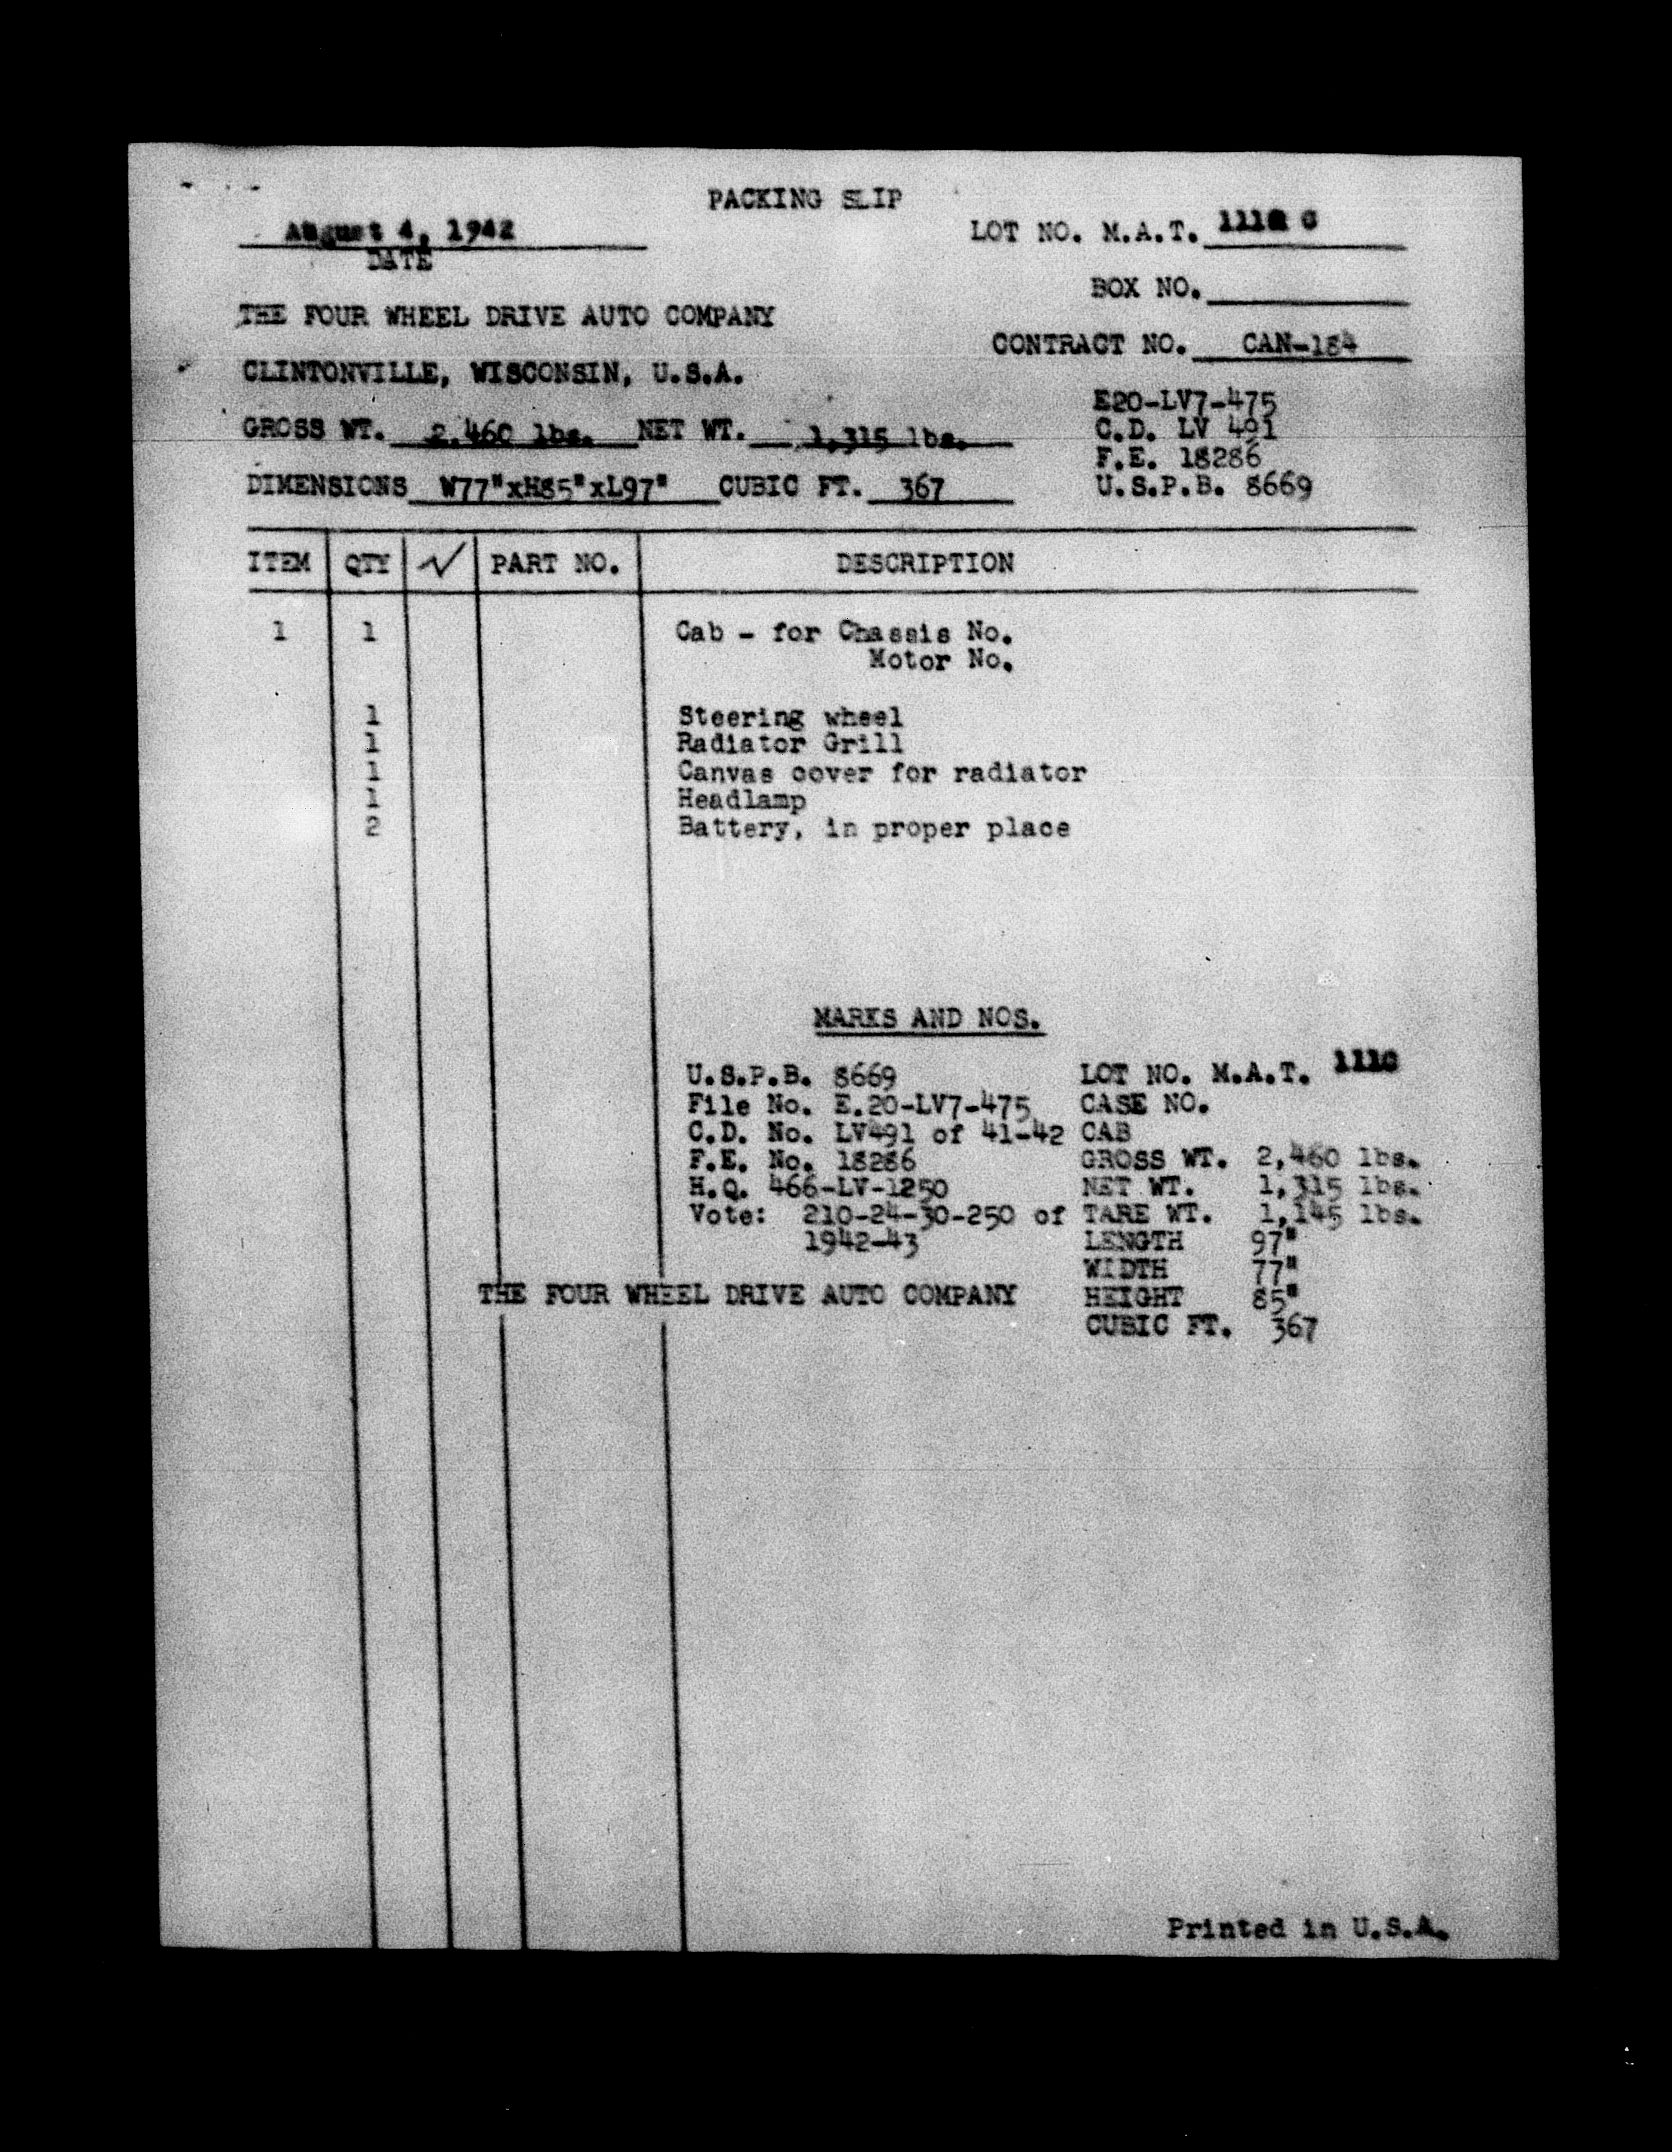 PACKING SLIP
August 4, 1942
DATE
LOT NO. M.A.T.
BOX NO.
THE FOUR WHEEL DRIVE AUTO COMPANY
CONTRACT NO. CAN-184
CLINTONVILLE, WISCONSIN, U.S.A.
E20-LV7-475
GROSS WT. 2,460 lbs. NET WT. 1,315 lbs.
C.D. LV 491
F.E. 18286
DIMENSIONS W77"xH85"xL97" CUBIC FT. 367
U.S.P.B. 8669
ITEM QTY ✓ PART NO. DESCRIPTION
1 1 Cab - for Chassis No.
Motor No.
1 Steering wheel
1 Radiator Grill
1 Canvas cover for radiator
1 Headlamp
2 Battery, in proper place
MARKS AND NOS.
U.S.P.B. 8669 LOT NO. M.A.T.
File No. E.20-LV7-475 CASE NO.
C.D. No. LV491 of 41-42 CAB
F.E. No. 18286 GROSS WT. 2,460 lbs.
H.Q. 466-LV-1250 NET WT. 1,315 lbs.
Vote: 210-24-30-250 of TARE WT. 1,145 lbs.
1942-43 LENGTH 97"
WIDTH 77"
THE FOUR WHEEL DRIVE AUTO COMPANY HEIGHT 85"
CUBIC FT. 367
Printed in U.S.A.